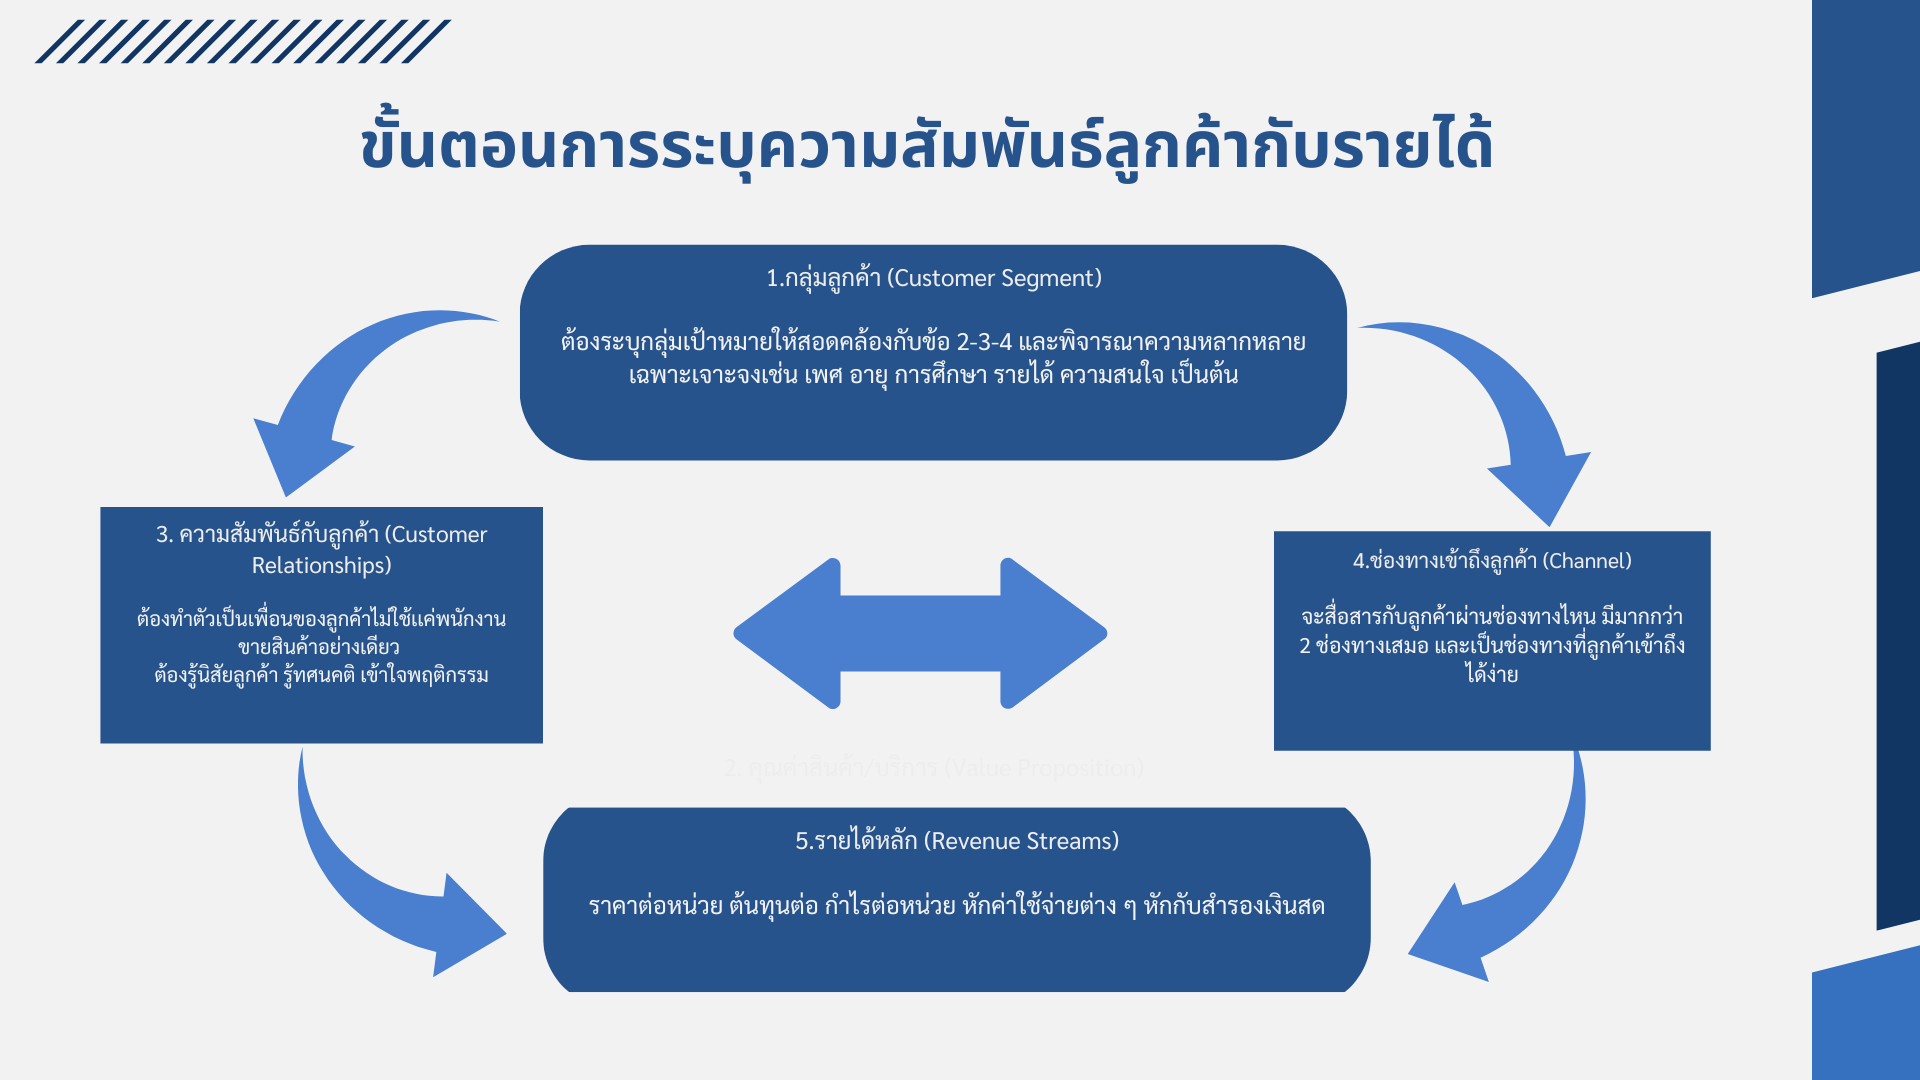 ขั้นตอนการระบุความสัมพันธ์ลูกค้ากับรายได้
1.กลุ่มลูกค้า (Customer Segment)
ต้องระบุกลุ่มเป้าหมายให้สอดคล้องกับข้อ 2-3-4 และพิจารณาความหลากหลาย
เฉพาะเจาะจงเช่น เพศ อายุ การศึกษา รายได้ ความสนใจ เป็นต้น
3. ความสัมพันธ์กับลูกค้า (Customer
Relationships)
ต้องทำตัวเป็นเพื่อนของลูกค้าไม่ใช้แค่พนักงาน
ขายสินค้าอย่างเดียว
ต้องรู้นิสัยลูกค้า รู้ทศนคติ เข้าใจพฤติกรรม
4.ช่องทางเข้าถึงลูกค้า (Channel)
จะสื่อสารกับลูกค้าผ่านช่องทางไหน มีมากกว่า
2 ช่องทางเสมอ และเป็นช่องทางที่ลูกค้าเข้าถึง
ได้ง่าย
2. คุณค่าสินค้า/บริการ (Value Proposition)
5.รายได้หลัก (Revenue Streams)
ราคาต่อหน่วย ต้นทุนต่อ กำไรต่อหน่วย หักค่าใช้จ่ายต่าง ๆ หักกับสำรองเงินสด